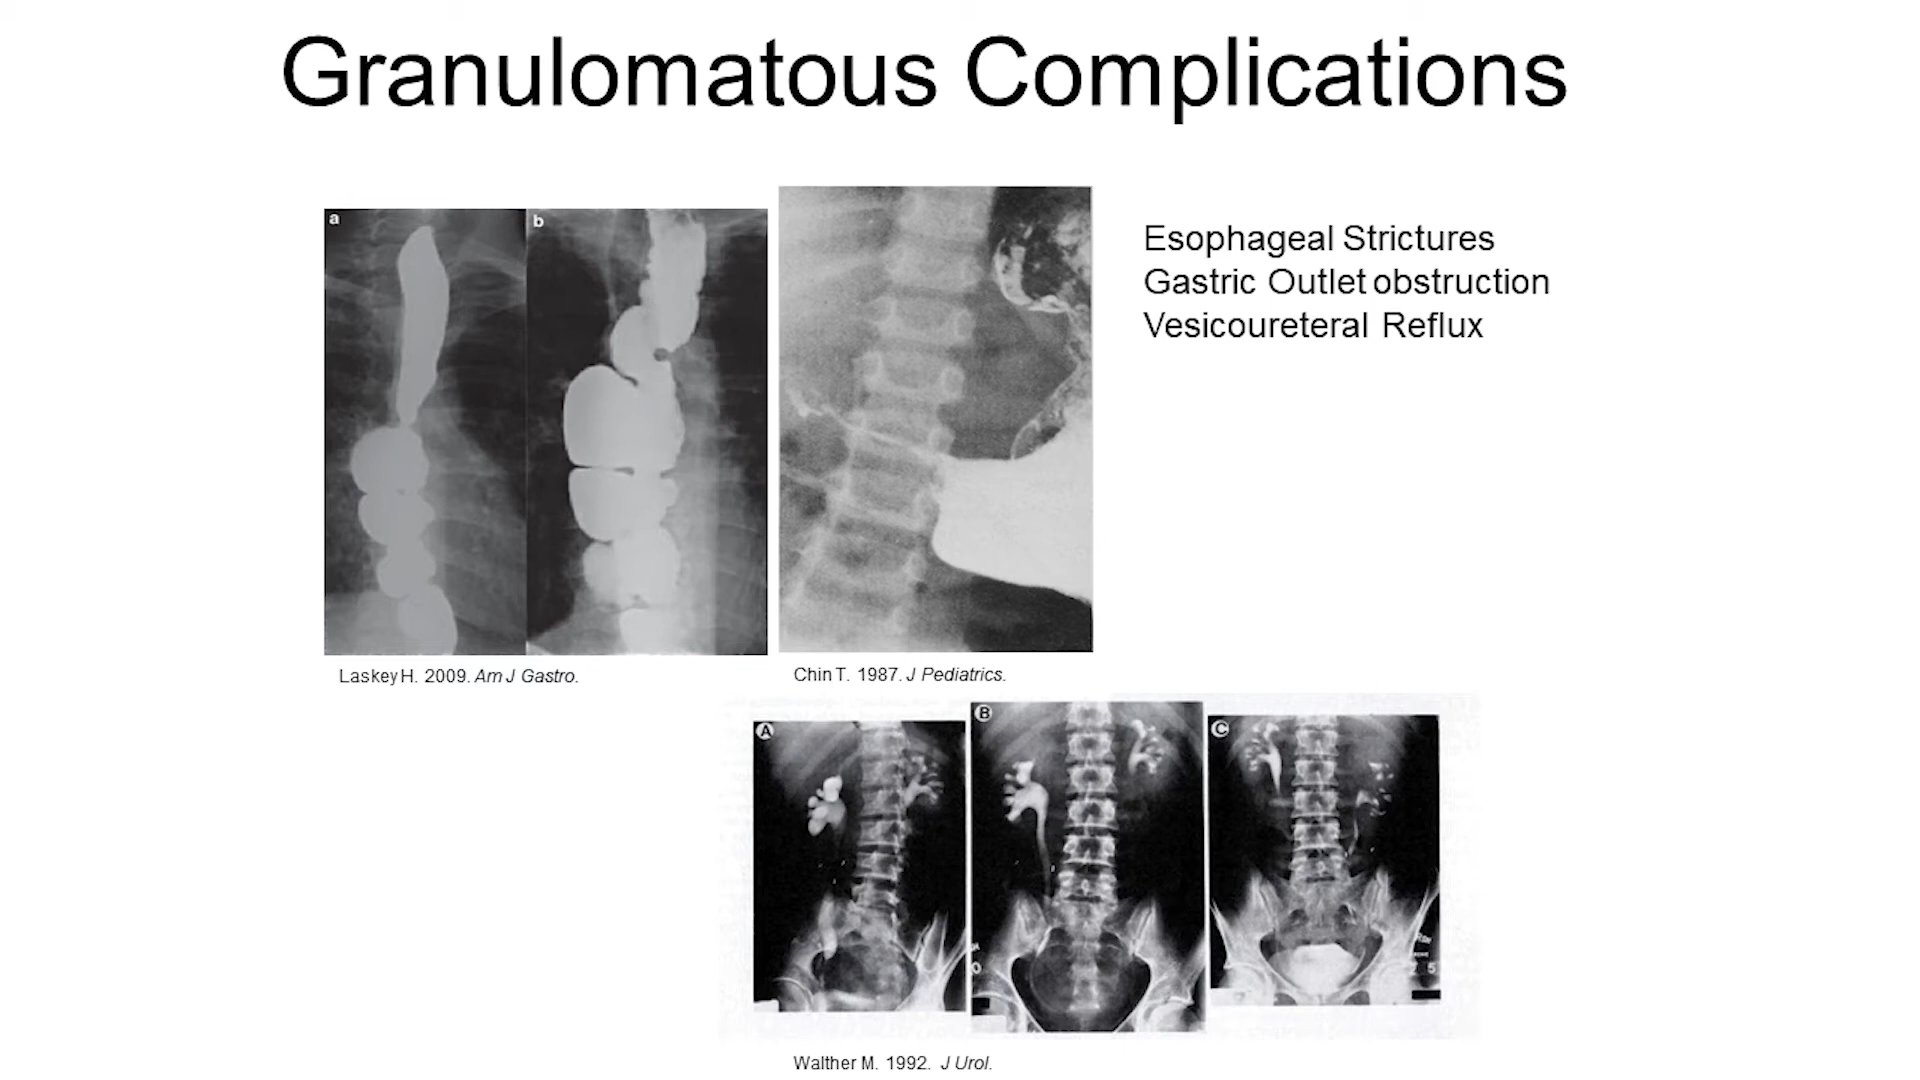 Granulomatous Complications
a
b
Esophageal Strictures
Gastric Outlet obstruction
Vesicoureteral Reflux
Laskey H. 2009. Am J Gastro.
Chin T. 1987. J Pediatrics.
A
B
C
Walther M. 1992. J Urol.